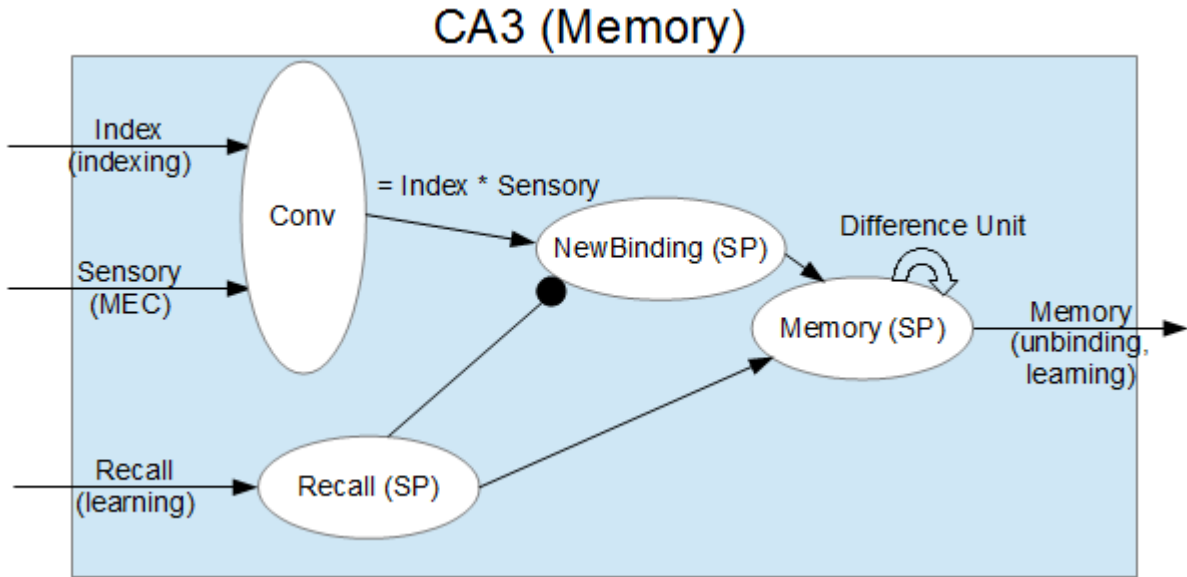 CA3 (Memory)
Index
(indexing)
= Index * Sensory
Conv
NewBinding (SP)
Difference Unit
Sensory
(MEC)
Memory (SP)
Memory
(unbinding,
learning)
Recall
(learning)
Recall (SP)